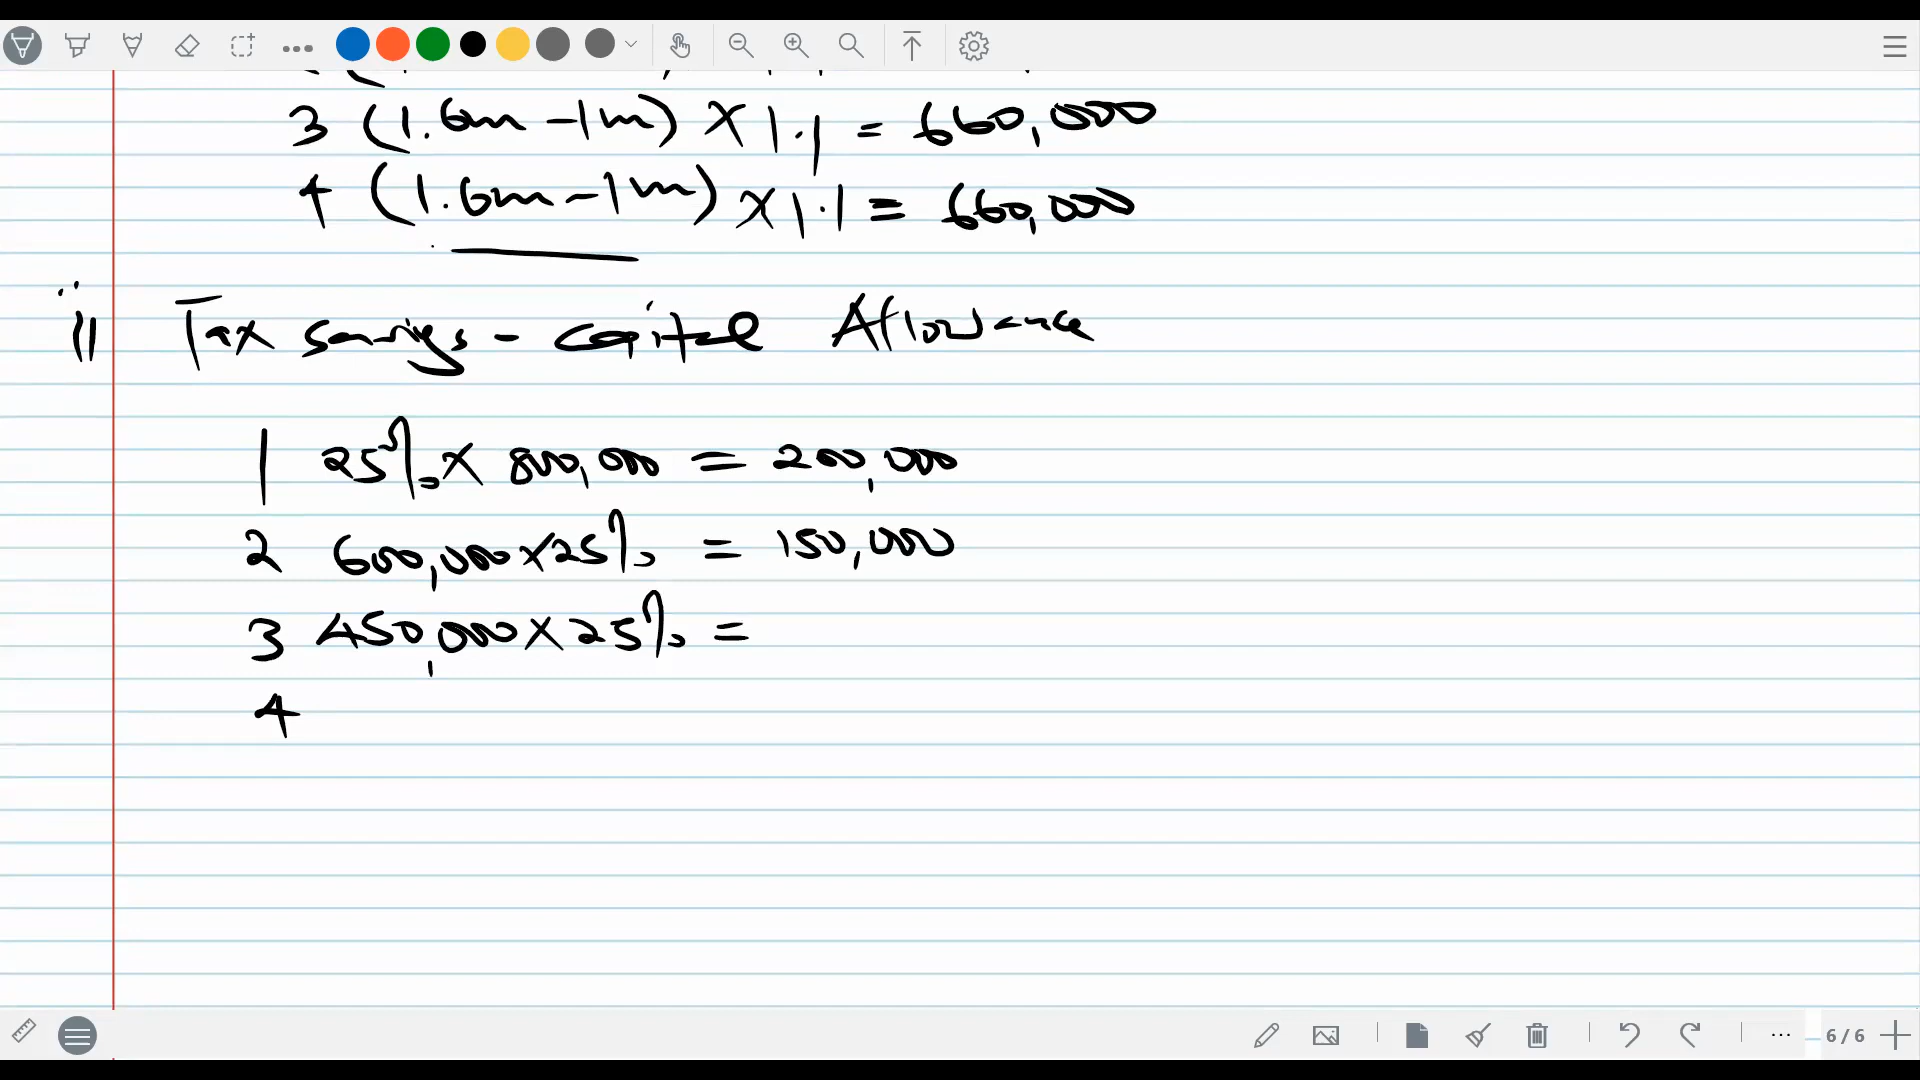 3 (1.6m - 1m) X 1.1 = 660,000
4 (1.6m - 1m) X 1.1 = 660,000
ii Tax savings - capital Allowance
1 25% X 800,000 = 200,000
2 600,000 X 25% = 150,000
3 450,000 X 25% =
4
6 / 6